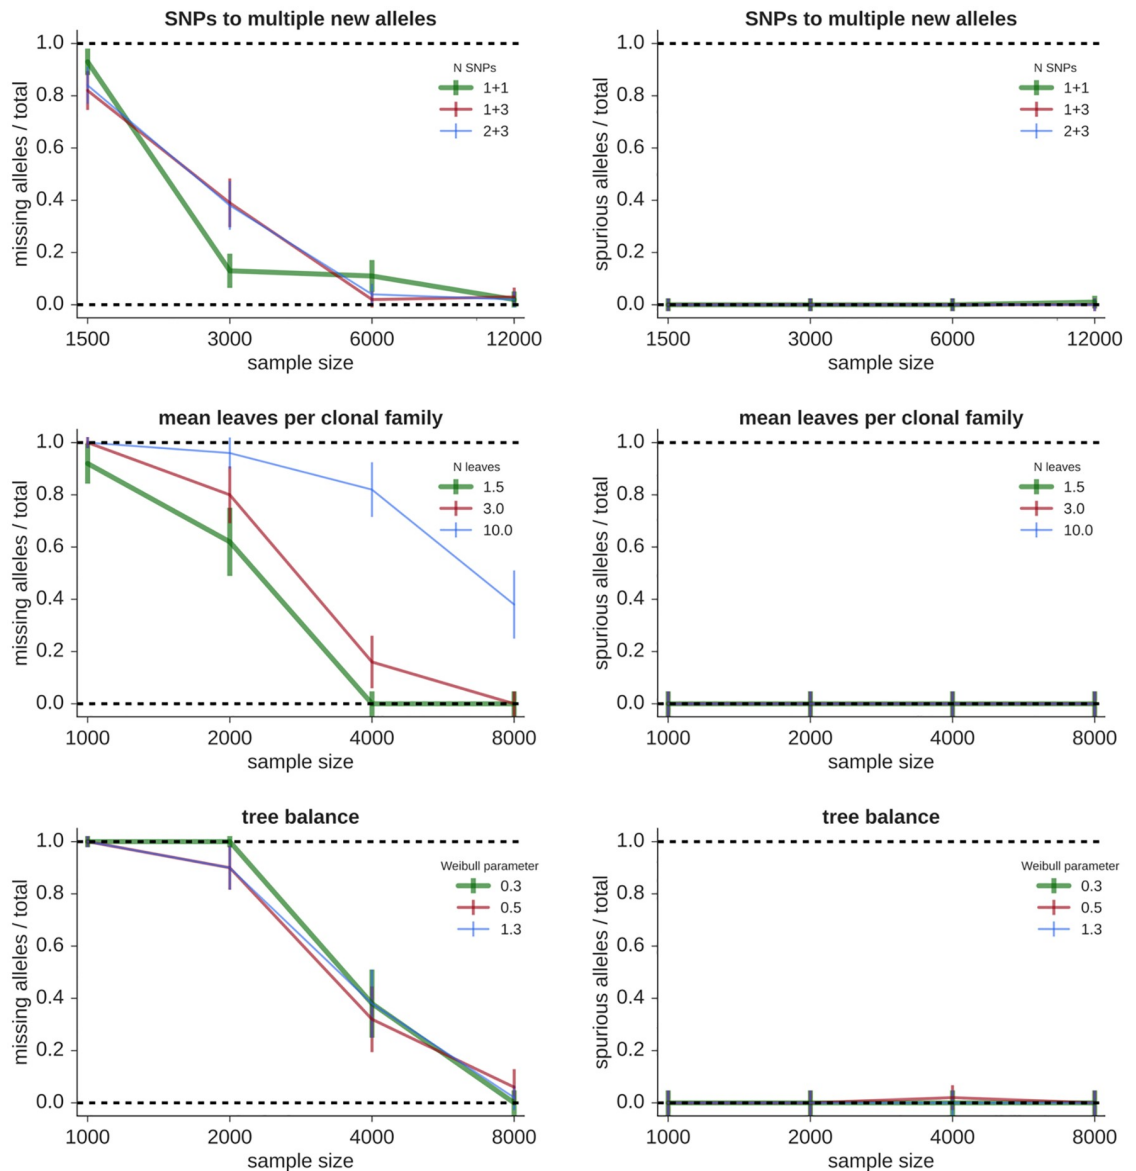 SNPs to multiple new alleles
missing alleles / total
1.0
0.8
0.6
0.4
0.2
0.0
N SNPs
1+1
1+3
2+3
1500 3000 6000 12000
sample size
SNPs to multiple new alleles
spurious alleles / total
1.0
0.8
0.6
0.4
0.2
0.0
N SNPs
1+1
1+3
2+3
1500 3000 6000 12000
sample size
mean leaves per clonal family
missing alleles / total
1.0
0.8
0.6
0.4
0.2
0.0
N leaves
1.5
3.0
10.0
1000 2000 4000 8000
sample size
mean leaves per clonal family
spurious alleles / total
1.0
0.8
0.6
0.4
0.2
0.0
N leaves
1.5
3.0
10.0
1000 2000 4000 8000
sample size
tree balance
missing alleles / total
1.0
0.8
0.6
0.4
0.2
0.0
Weibull parameter
0.3
0.5
1.3
1000 2000 4000 8000
sample size
tree balance
spurious alleles / total
1.0
0.8
0.6
0.4
0.2
0.0
Weibull parameter
0.3
0.5
1.3
1000 2000 4000 8000
sample size